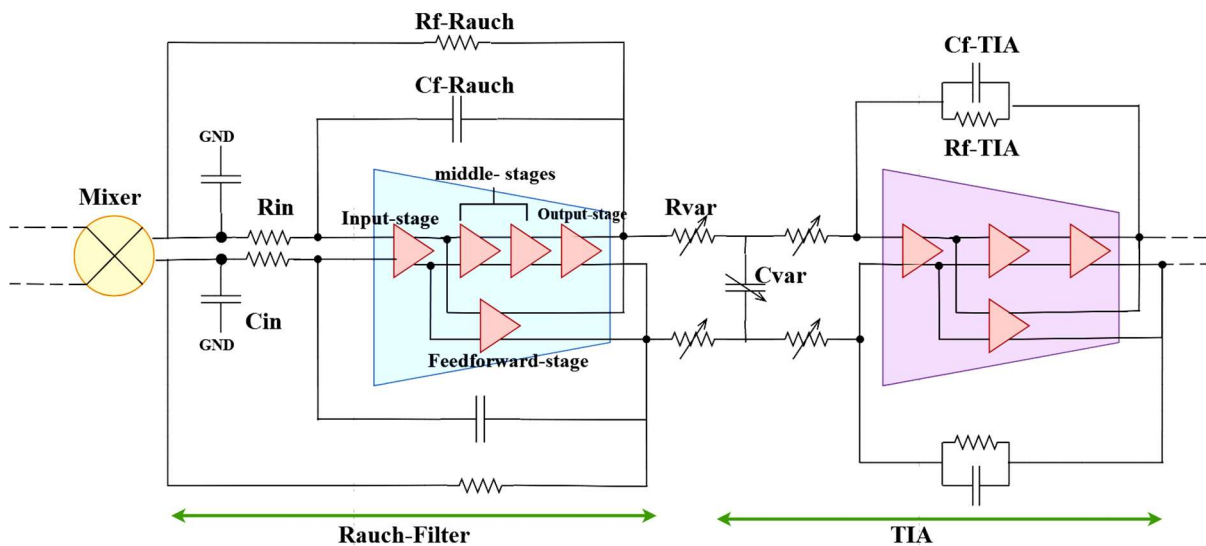 Rf-Rauch
Cf-TIA
Cf-Rauch
GND
Rf-TIA
middle- stages
Mixer
Rin
Input-stage
Output-stage
Rvar
Cvar
Cin
GND
Feedforward-stage
Rauch-Filter
TIA